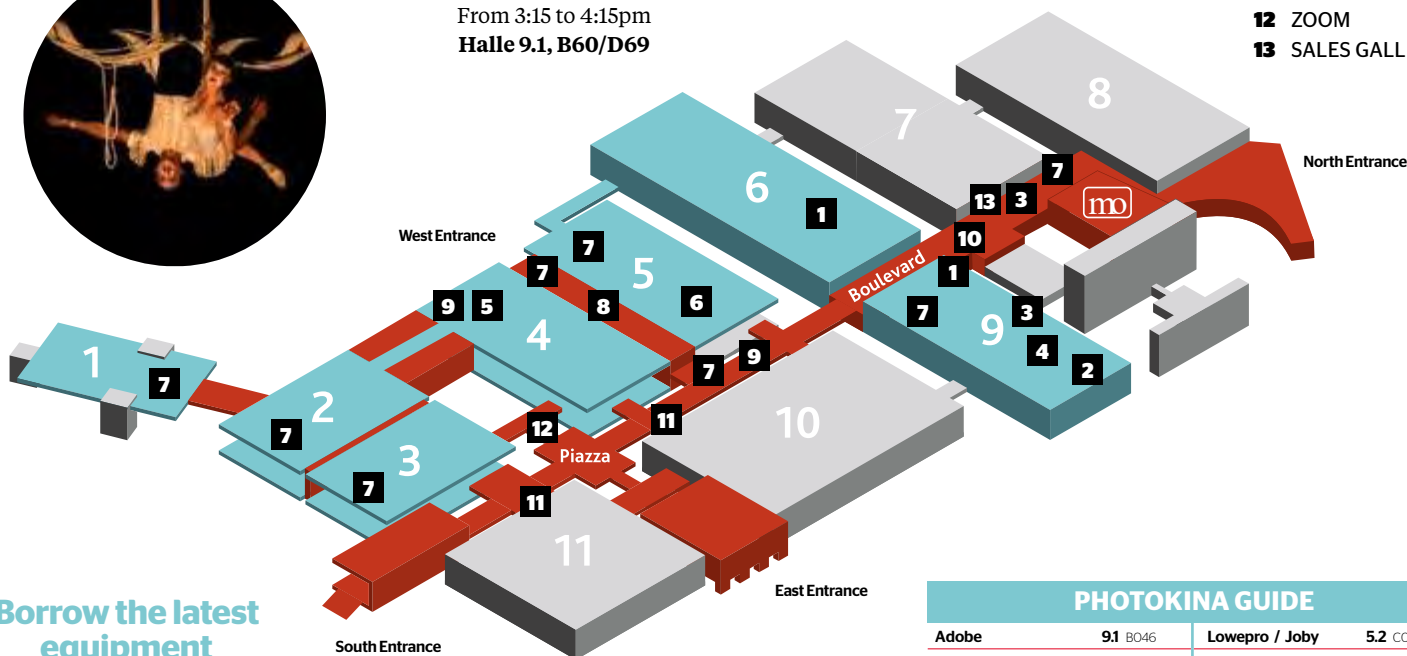 From 3:15 to 4:15pm
Halle 9.1, B60/D69
12 ZOOM
13 SALES GALL
8
7
North Entrance
7
6
13 3
mo
1
10
West Entrance
7
5
Boulevard
1
7
8
6
7
3
9 5
4
9
4
2
1
7
7
9
2
7
12
11
10
3
7
Piazza
11
11
East Entrance
South Entrance
Borrow the latest
equipment
PHOTOKINA GUIDE
Adobe 9.1 B046 Lowepro / Joby 5.2